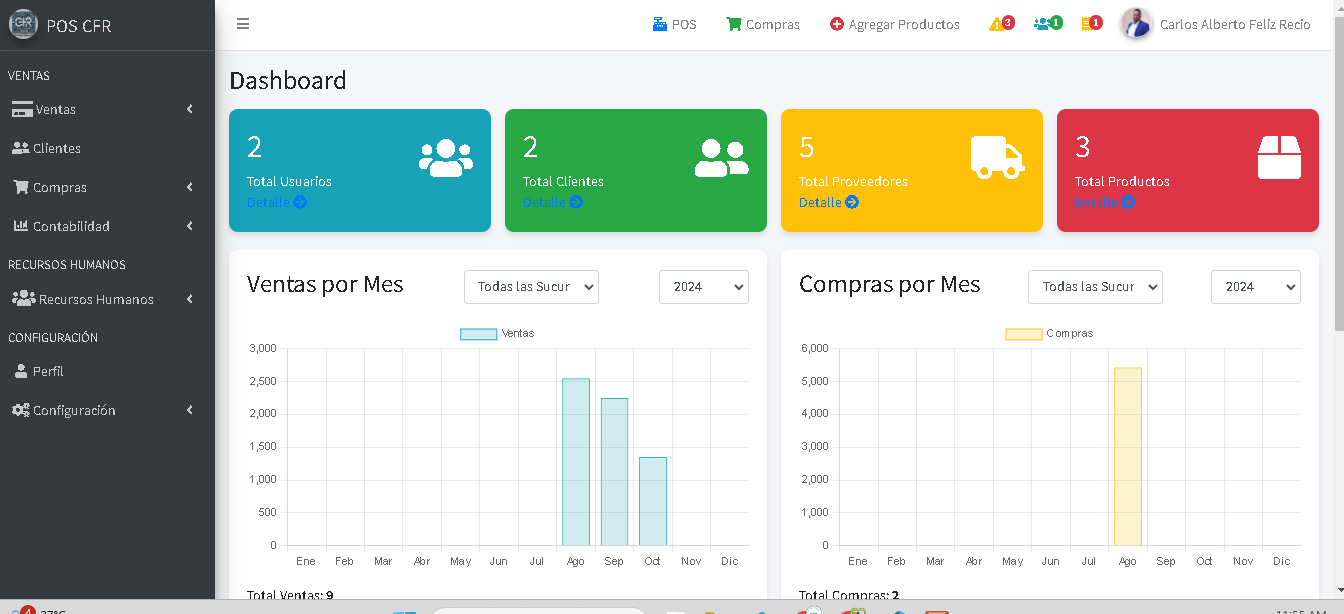 POS CFR
POS
Compras
Agregar Productos
3
1
1
Carlos Alberto Feliz Recio
VENTAS
Ventas
Clientes
Compras
Contabilidad
RECURSOS HUMANOS
Recursos Humanos
CONFIGURACIÓN
Perfil
Configuración
Dashboard
2
Total Usuarios
Detalle
2
Total Clientes
Detalle
5
Total Proveedores
Detalle
3
Total Productos
Detalle
Ventas por Mes
Todas las Sucur
2024
Ventas
3,000
2,500
2,000
1,500
1,000
500
0
Ene Feb Mar Abr May Jun Jul Ago Sep Oct Nov Dic
Total Ventas: 9
Compras por Mes
Todas las Sucur
2024
Compras
6,000
5,000
4,000
3,000
2,000
1,000
0
Ene Feb Mar Abr May Jun Jul Ago Sep Oct Nov Dic
Total Compras: 2
4
27°C
11:55 AM